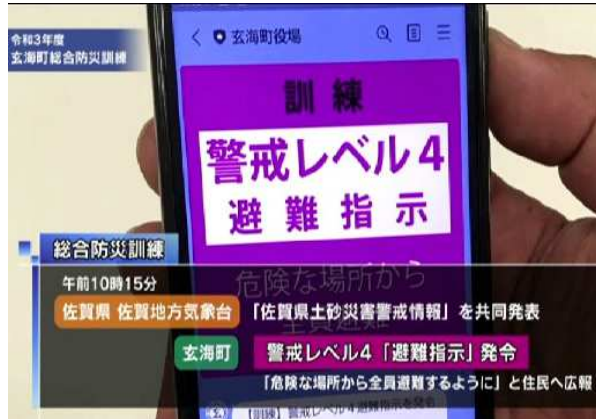 令和3年度
玄海町総合防災訓練
玄海町役場
訓練
警戒レベル4
避難指示
危険な場所から
全員避難
総合防災訓練
午前10時15分
佐賀県 佐賀地方気象台 「佐賀県土砂災害警戒情報」を共同発表
玄海町 警戒レベル4「避難指示」発令
「危険な場所から全員避難するように」と住民へ広報
【訓練】警戒レベル4避難指示を発令